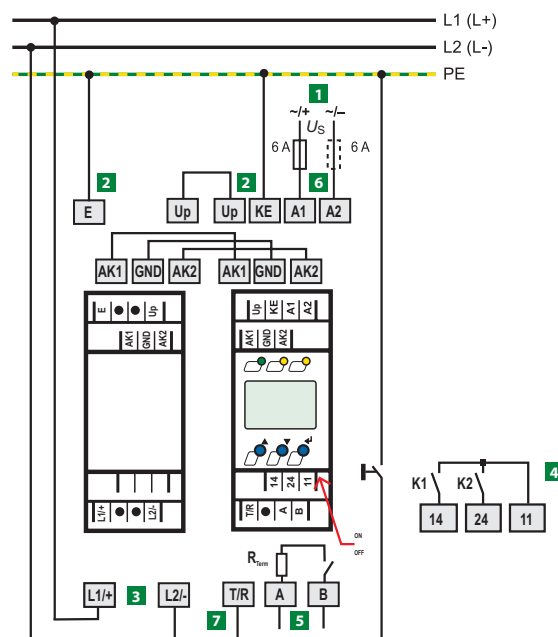 L1 (L+)
L2 (L-)
PE
1
~/+ ~/–
US
6 A 6 A
2 2 6
E Up Up KE A1 A2
AK1 GND AK2 AK1 GND AK2
E Up Up KE A1 A2
AK1 GND AK2 AK1 GND AK2
14 24 11
L1/+ L2/- T/R A B
K1 K2 4
14 24 11
ON
OFF
RTerm
L1/+ 3 L2/- T/R A B
7 5